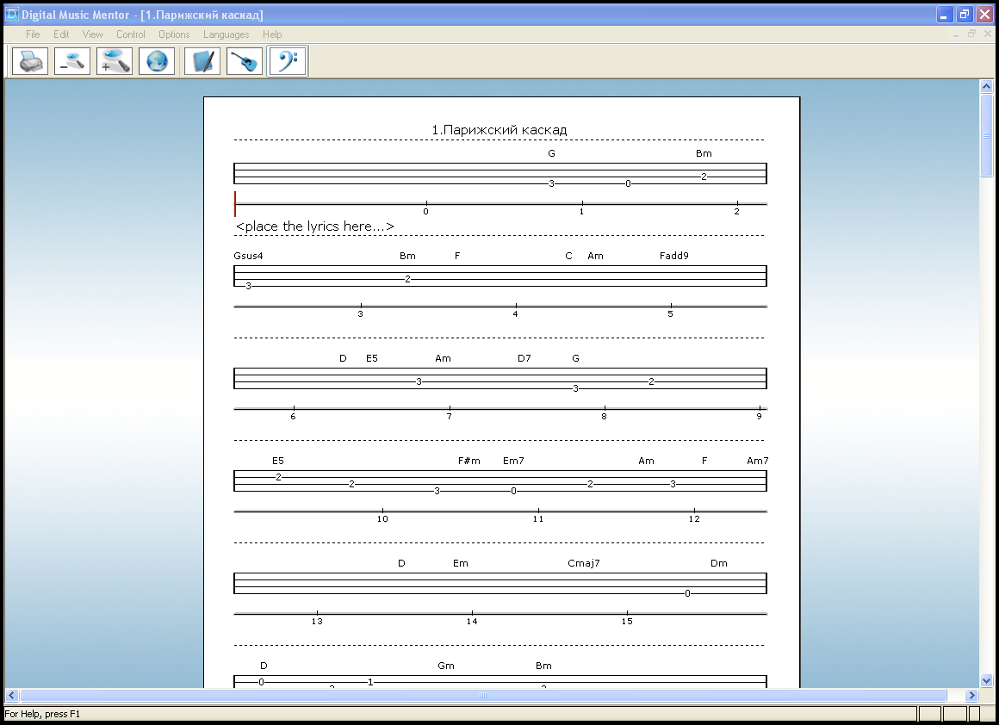 Digital Music Mentor - [1.Парижский каскад]
File Edit View Control Options Languages Help
1.Парижский каскад
G Bm
2
3 0
0 1 2
<place the lyrics here...>
Gsus4 Bm F C Am Fadd9
2
3
3 4 5
D E5 Am D7 G
3 2
3
6 7 8 9
E5 F#m Em7 Am F Am7
2
2 2 3
3 0
10 11 12
D Em Cmaj7 Dm
0
13 14 15
D Gm Bm
0 1
For Help, press F1